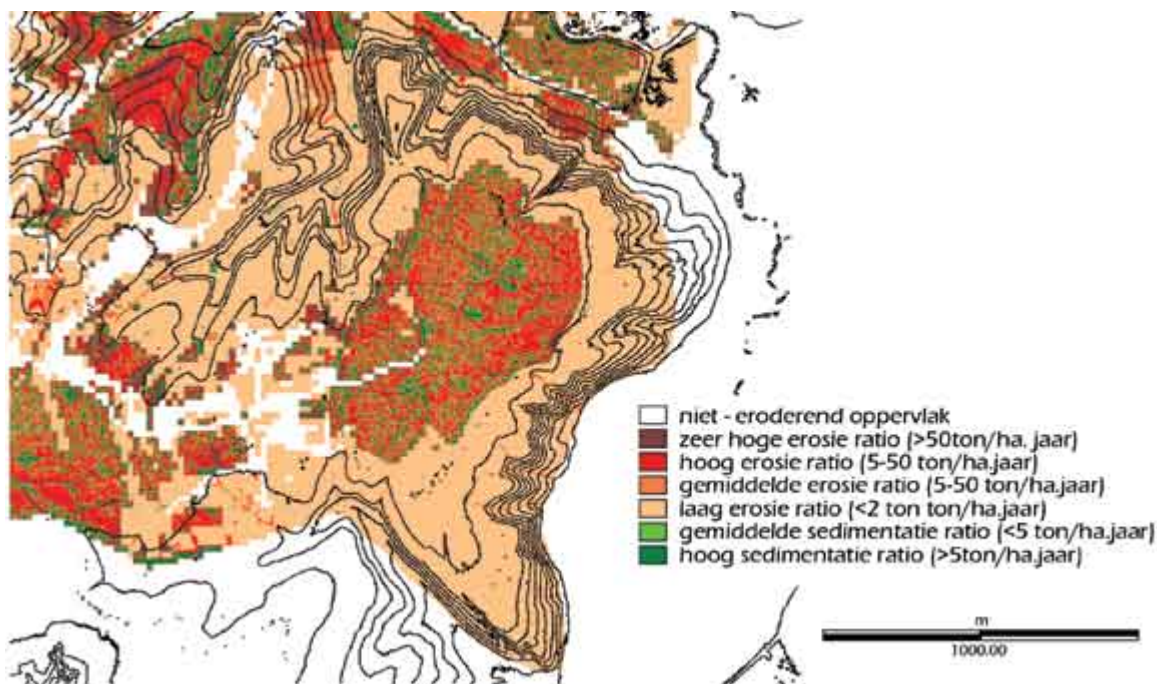 niet - eroderend oppervlak
zeer hoge erosie ratio (>50ton/ha. jaar)
hoog erosie ratio (5-50 ton/ha.jaar)
gemiddelde erosie ratio (5-50 ton/ha.jaar)
laag erosie ratio (<2 ton ton/ha.jaar)
gemiddelde sedimentatie ratio (<5 ton/ha.jaar)
hoog sedimentatie ratio (>5ton/ha.jaar)
m
1000.00